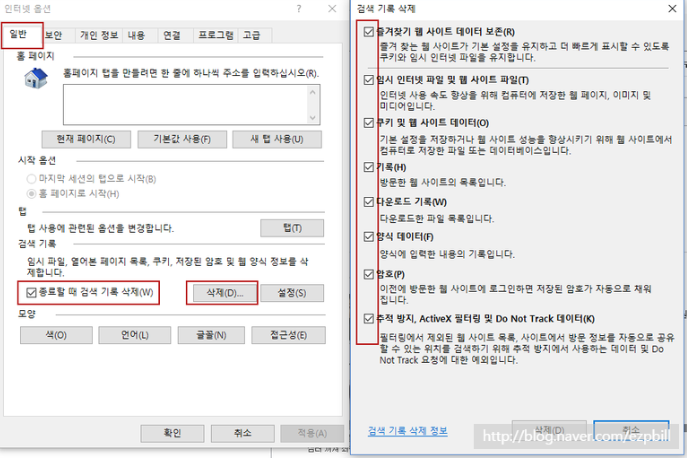 인터넷 옵션
일반
보안
개인 정보
내용
연결
프로그램
고급
홈 페이지
홈페이지 탭을 만들려면 한 줄에 하나씩 주소를 입력하십시오(R).
현재 페이지(C)
기본값 사용(F)
새 탭 사용(U)
시작 옵션
마지막 세션의 탭으로 시작(B)
홈 페이지로 시작(H)
탭
탭 사용에 관련된 옵션을 변경합니다.
탭(T)
검색 기록
임시 파일, 열어본 페이지 목록, 쿠키, 저장된 암호 및 웹 양식 정보를 삭
제합니다.
종료할 때 검색 기록 삭제(W)
삭제(D)...
설정(S)
모양
색(O)
언어(L)
글꼴(N)
접근성(E)
확인
취소
적용(A)
검색 기록 삭제
즐겨찾기 웹 사이트 데이터 보존(R)
즐겨 찾는 웹 사이트가 기본 설정을 유지하고 더 빠르게 표시할 수 있도록
쿠키와 임시 인터넷 파일을 유지합니다.
임시 인터넷 파일 및 웹 사이트 파일(T)
인터넷 사용 속도 향상을 위해 컴퓨터에 저장한 웹 페이지, 이미지 및
미디어입니다.
쿠키 및 웹 사이트 데이터(O)
기본 설정을 저장하거나 웹 사이트 성능을 향상시키기 위해 웹 사이트에서
컴퓨터로 저장한 파일 또는 데이터베이스입니다.
기록(H)
방문한 웹 사이트의 목록입니다.
다운로드 기록(W)
다운로드한 파일 목록입니다.
양식 데이터(F)
양식에 입력한 내용의 기록입니다.
암호(P)
이전에 방문한 웹 사이트에 로그인하면 저장된 암호가 자동으로 채워
집니다.
추적 방지, ActiveX 필터링 및 Do Not Track 데이터(K)
필터링에서 제외된 웹 사이트 목록, 사이트에서 방문 정보를 자동으로 공유
할 수 있는 위치를 검색하기 위해 추적 방지에서 사용하는 데이터 및 Do
Not Track 요청에 대한 예외입니다.
검색 기록 삭제 정보
삭제(D)
취소
http://blog.naver.com/ezpbill